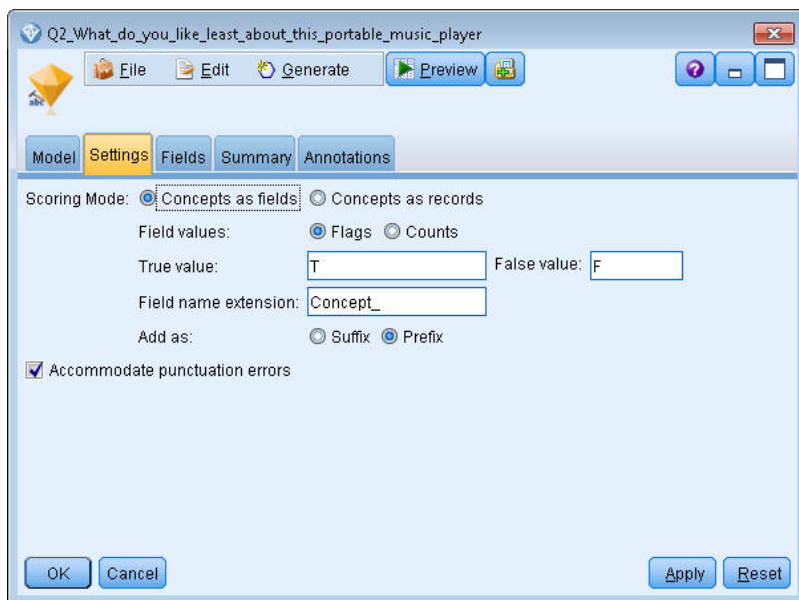 Q2_What_do_you_like_least_about_this_portable_music_player
File Edit Generate Preview
abc
Model Settings Fields Summary Annotations
Scoring Mode: Concepts as fields Concepts as records
Field values: Flags Counts
True value: T False value: F
Field name extension: Concept_
Add as: Suffix Prefix
Accommodate punctuation errors
OK Cancel Apply Reset